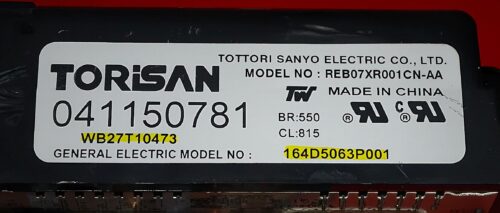 TOTTORI SANYO ELECTRIC CO., LTD.
TORiSAN
MODEL NO : REB07XR001CN-AA
041150781
TW
MADE IN CHINA
BR:550
CL:815
WB27T10473
GENERAL ELECTRIC MODEL NO : 164D5063P001